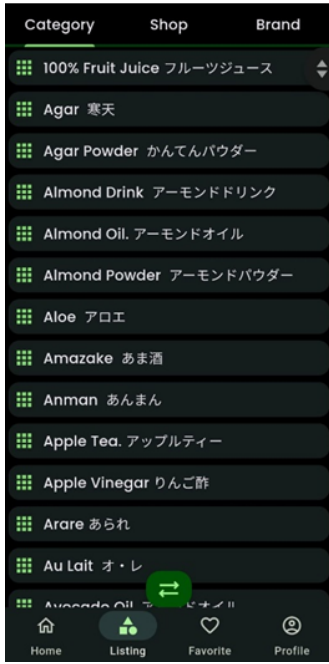 Category Shop Brand
100% Fruit Juice フルーツジュース
Agar 寒天
Agar Powder かんてんパウダー
Almond Drink アーモンドドリンク
Almond Oil. アーモンドオイル
Almond Powder アーモンドパウダー
Aloe アロエ
Amazake あま酒
Anman あんまん
Apple Tea. アップルティー
Apple Vinegar りんご酢
Arare あられ
Au Lait オ・レ
Avocado Oil
Home Listing Favorite Profile